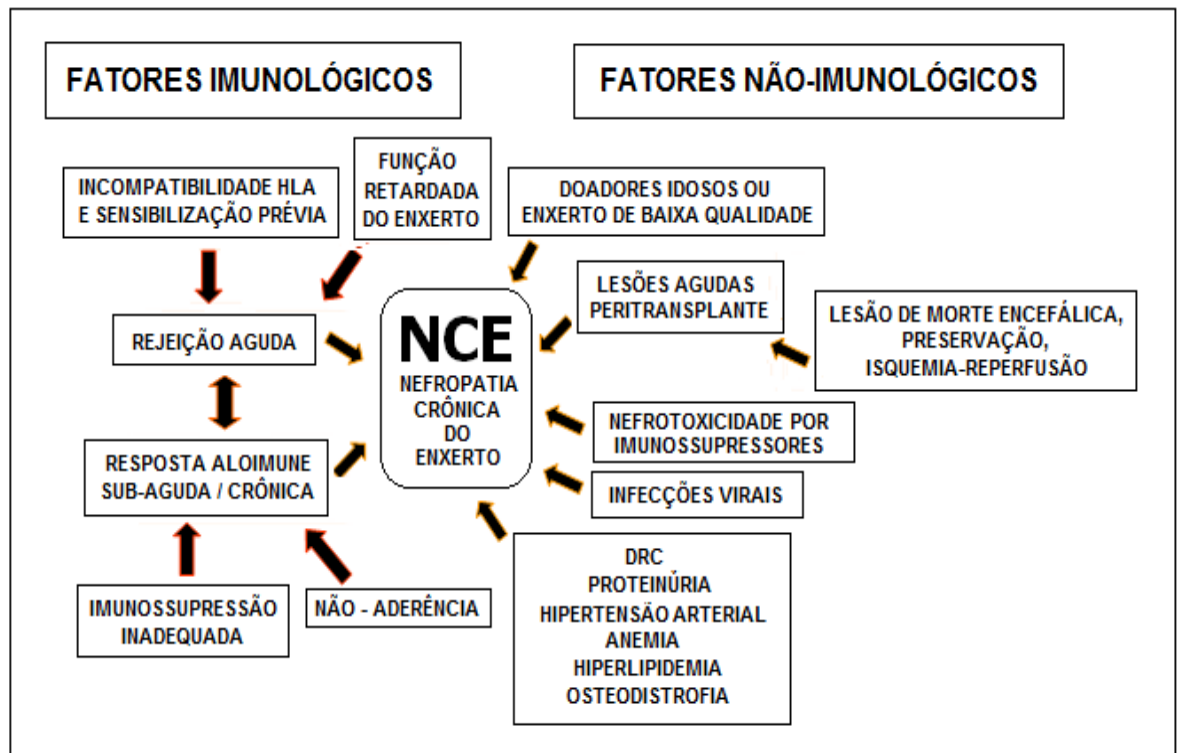 FATORES IMUNOLÓGICOS
FATORES NÃO-IMUNOLÓGICOS
INCOMPATIBILIDADE HLA
E SENSIBILIZAÇÃO PRÉVIA
FUNÇÃO
RETARDADA
DO ENXERTO
DOADORES IDOSOS OU
ENXERTO DE BAIXA QUALIDADE
REJEIÇÃO AGUDA
NCE
NEFROPATIA
CRÔNICA
DO
ENXERTO
LESÕES AGUDAS
PERITRANSPLANTE
LESÃO DE MORTE ENCEFÁLICA,
PRESERVAÇÃO,
ISQUEMIA-REPERFUSÃO
RESPOSTA ALOIMUNE
SUB-AGUDA / CRÔNICA
NEFROTOXICIDADE POR
IMUNOSSUPRESSORES
INFECÇÕES VIRAIS
IMUNOSSUPRESSÃO
INADEQUADA
NÃO - ADERÊNCIA
DRC
PROTEINÚRIA
HIPERTENSÃO ARTERIAL
ANEMIA
HIPERLIPIDEMIA
OSTEODISTROFIA